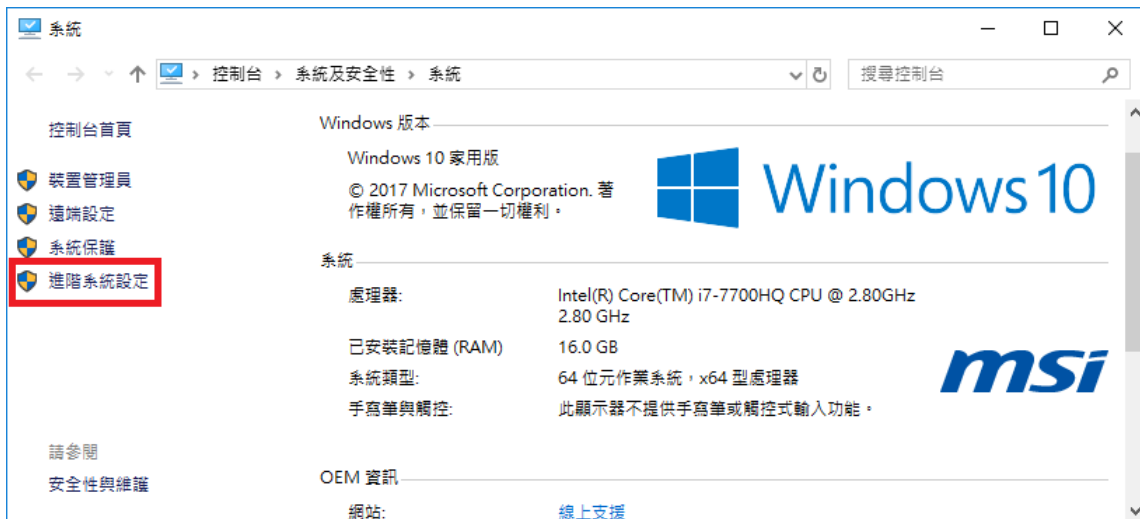 系統
控制台 › 系統及安全性 › 系統
搜尋控制台
控制台首頁
裝置管理員
遠端設定
系統保護
進階系統設定
請參閱
安全性與維護
Windows 版本
Windows 10 家用版
© 2017 Microsoft Corporation. 著
作權所有，並保留一切權利。
Windows 10
系統
處理器: Intel(R) Core(TM) i7-7700HQ CPU @ 2.80GHz
2.80 GHz
已安裝記憶體 (RAM) 16.0 GB
系統類型: 64 位元作業系統，x64 型處理器
手寫筆與觸控: 此顯示器不提供手寫筆或觸控式輸入功能。
msi
OEM 資訊
網站: 線上支援